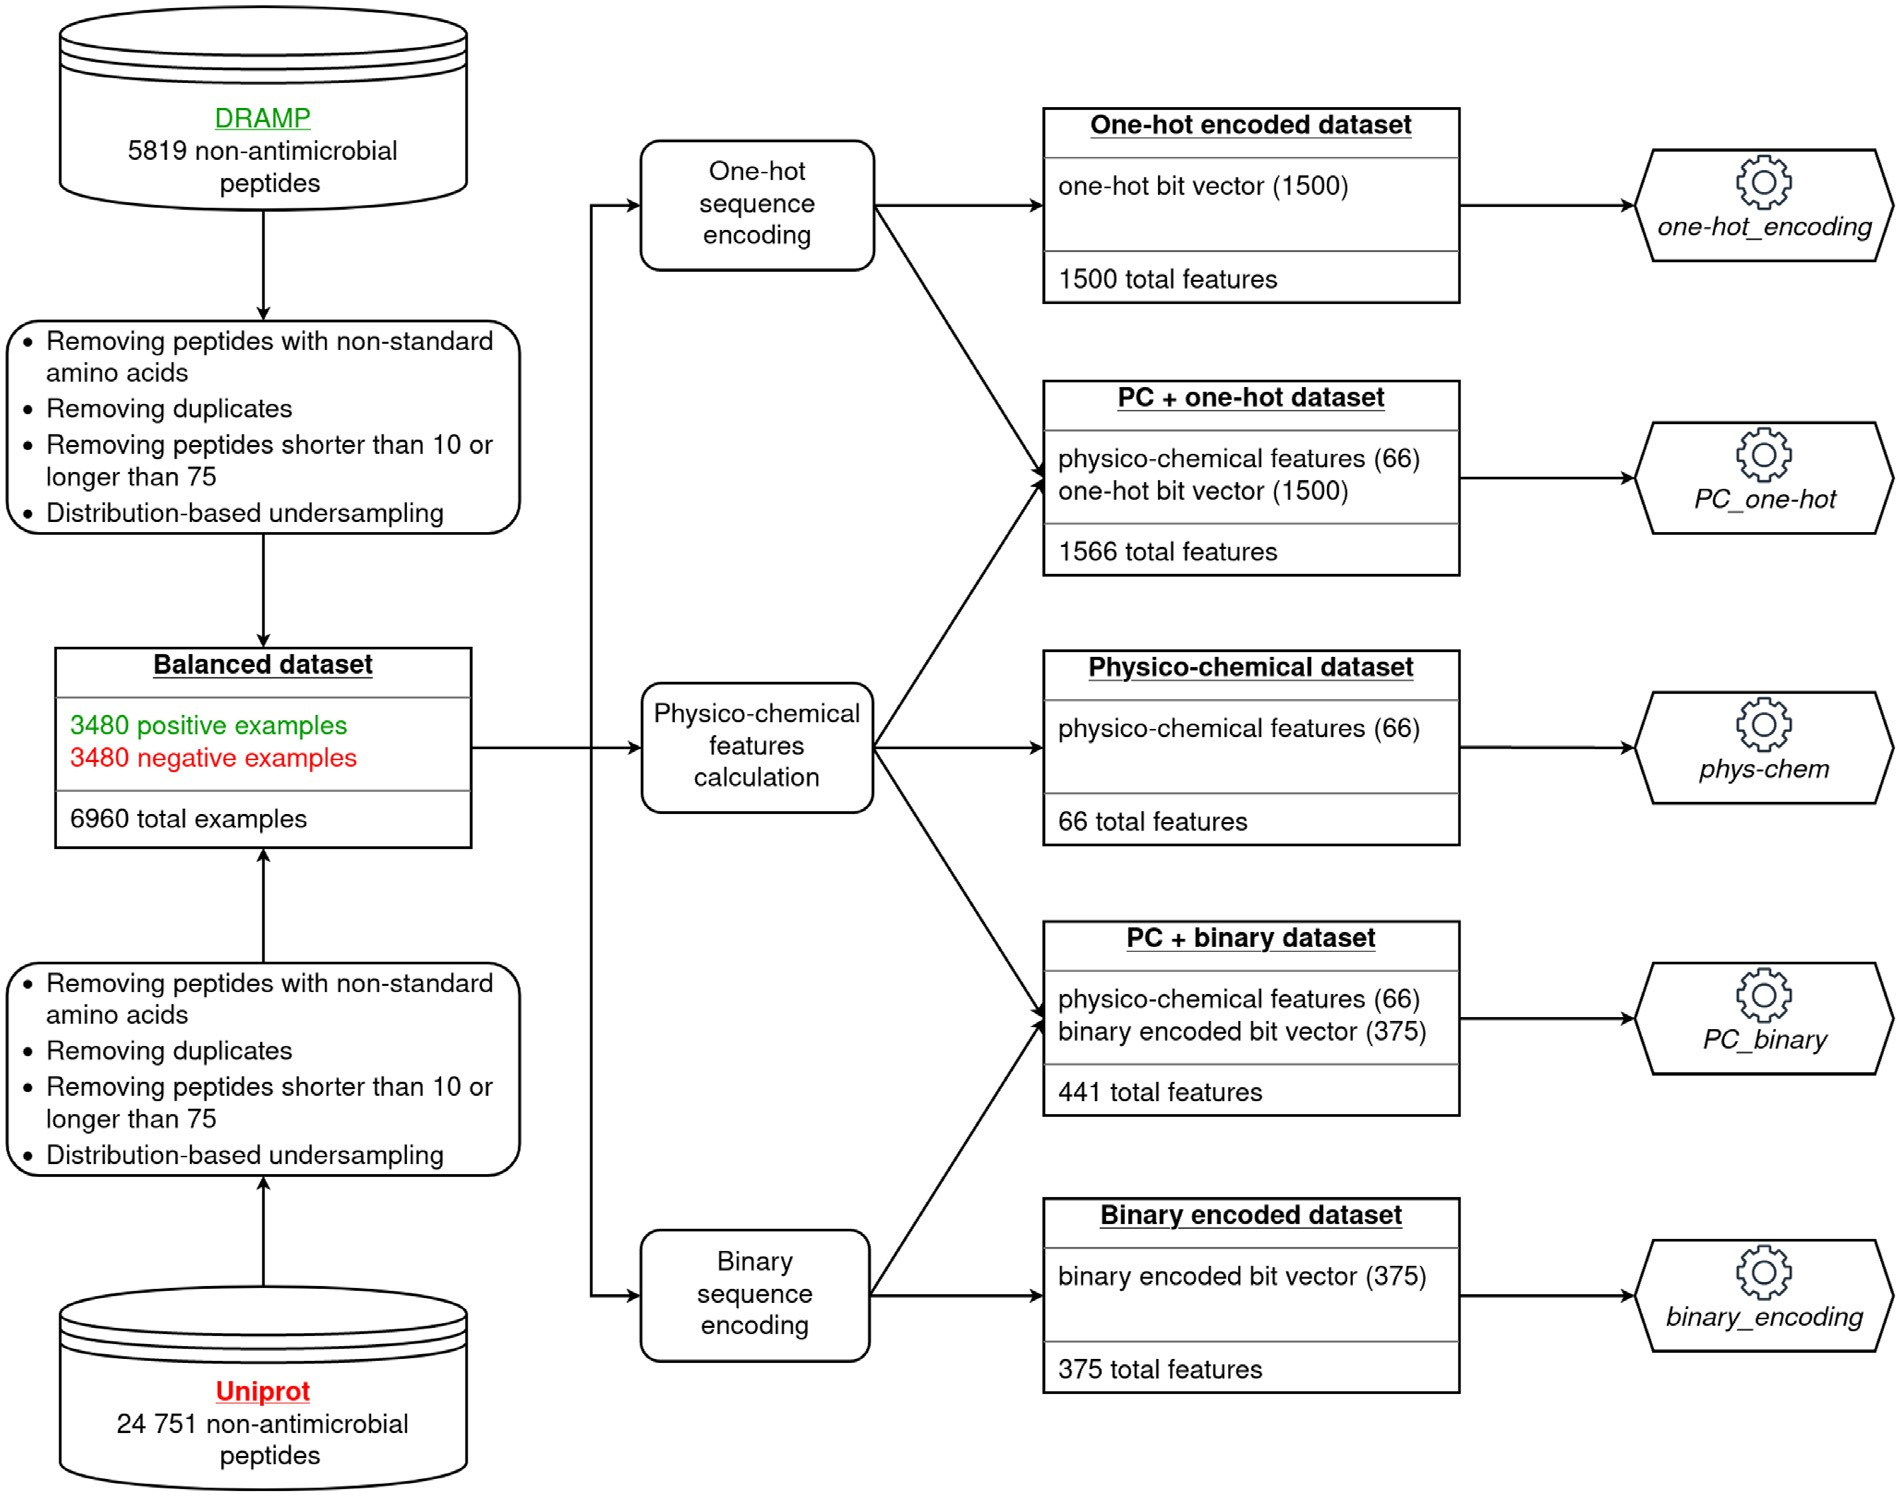 DRAMP
5819 non-antimicrobial
peptides
• Removing peptides with non-standard
amino acids
• Removing duplicates
• Removing peptides shorter than 10 or
longer than 75
• Distribution-based undersampling
Balanced dataset
3480 positive examples
3480 negative examples
6960 total examples
• Removing peptides with non-standard
amino acids
• Removing duplicates
• Removing peptides shorter than 10 or
longer than 75
• Distribution-based undersampling
Uniprot
24 751 non-antimicrobial
peptides
One-hot
sequence
encoding
Physico-chemical
features
calculation
Binary
sequence
encoding
One-hot encoded dataset
one-hot bit vector (1500)
1500 total features
PC + one-hot dataset
physico-chemical features (66)
one-hot bit vector (1500)
1566 total features
Physico-chemical dataset
physico-chemical features (66)
66 total features
PC + binary dataset
physico-chemical features (66)
binary encoded bit vector (375)
441 total features
Binary encoded dataset
binary encoded bit vector (375)
375 total features
one-hot_encoding
PC_one-hot
phys-chem
PC_binary
binary_encoding